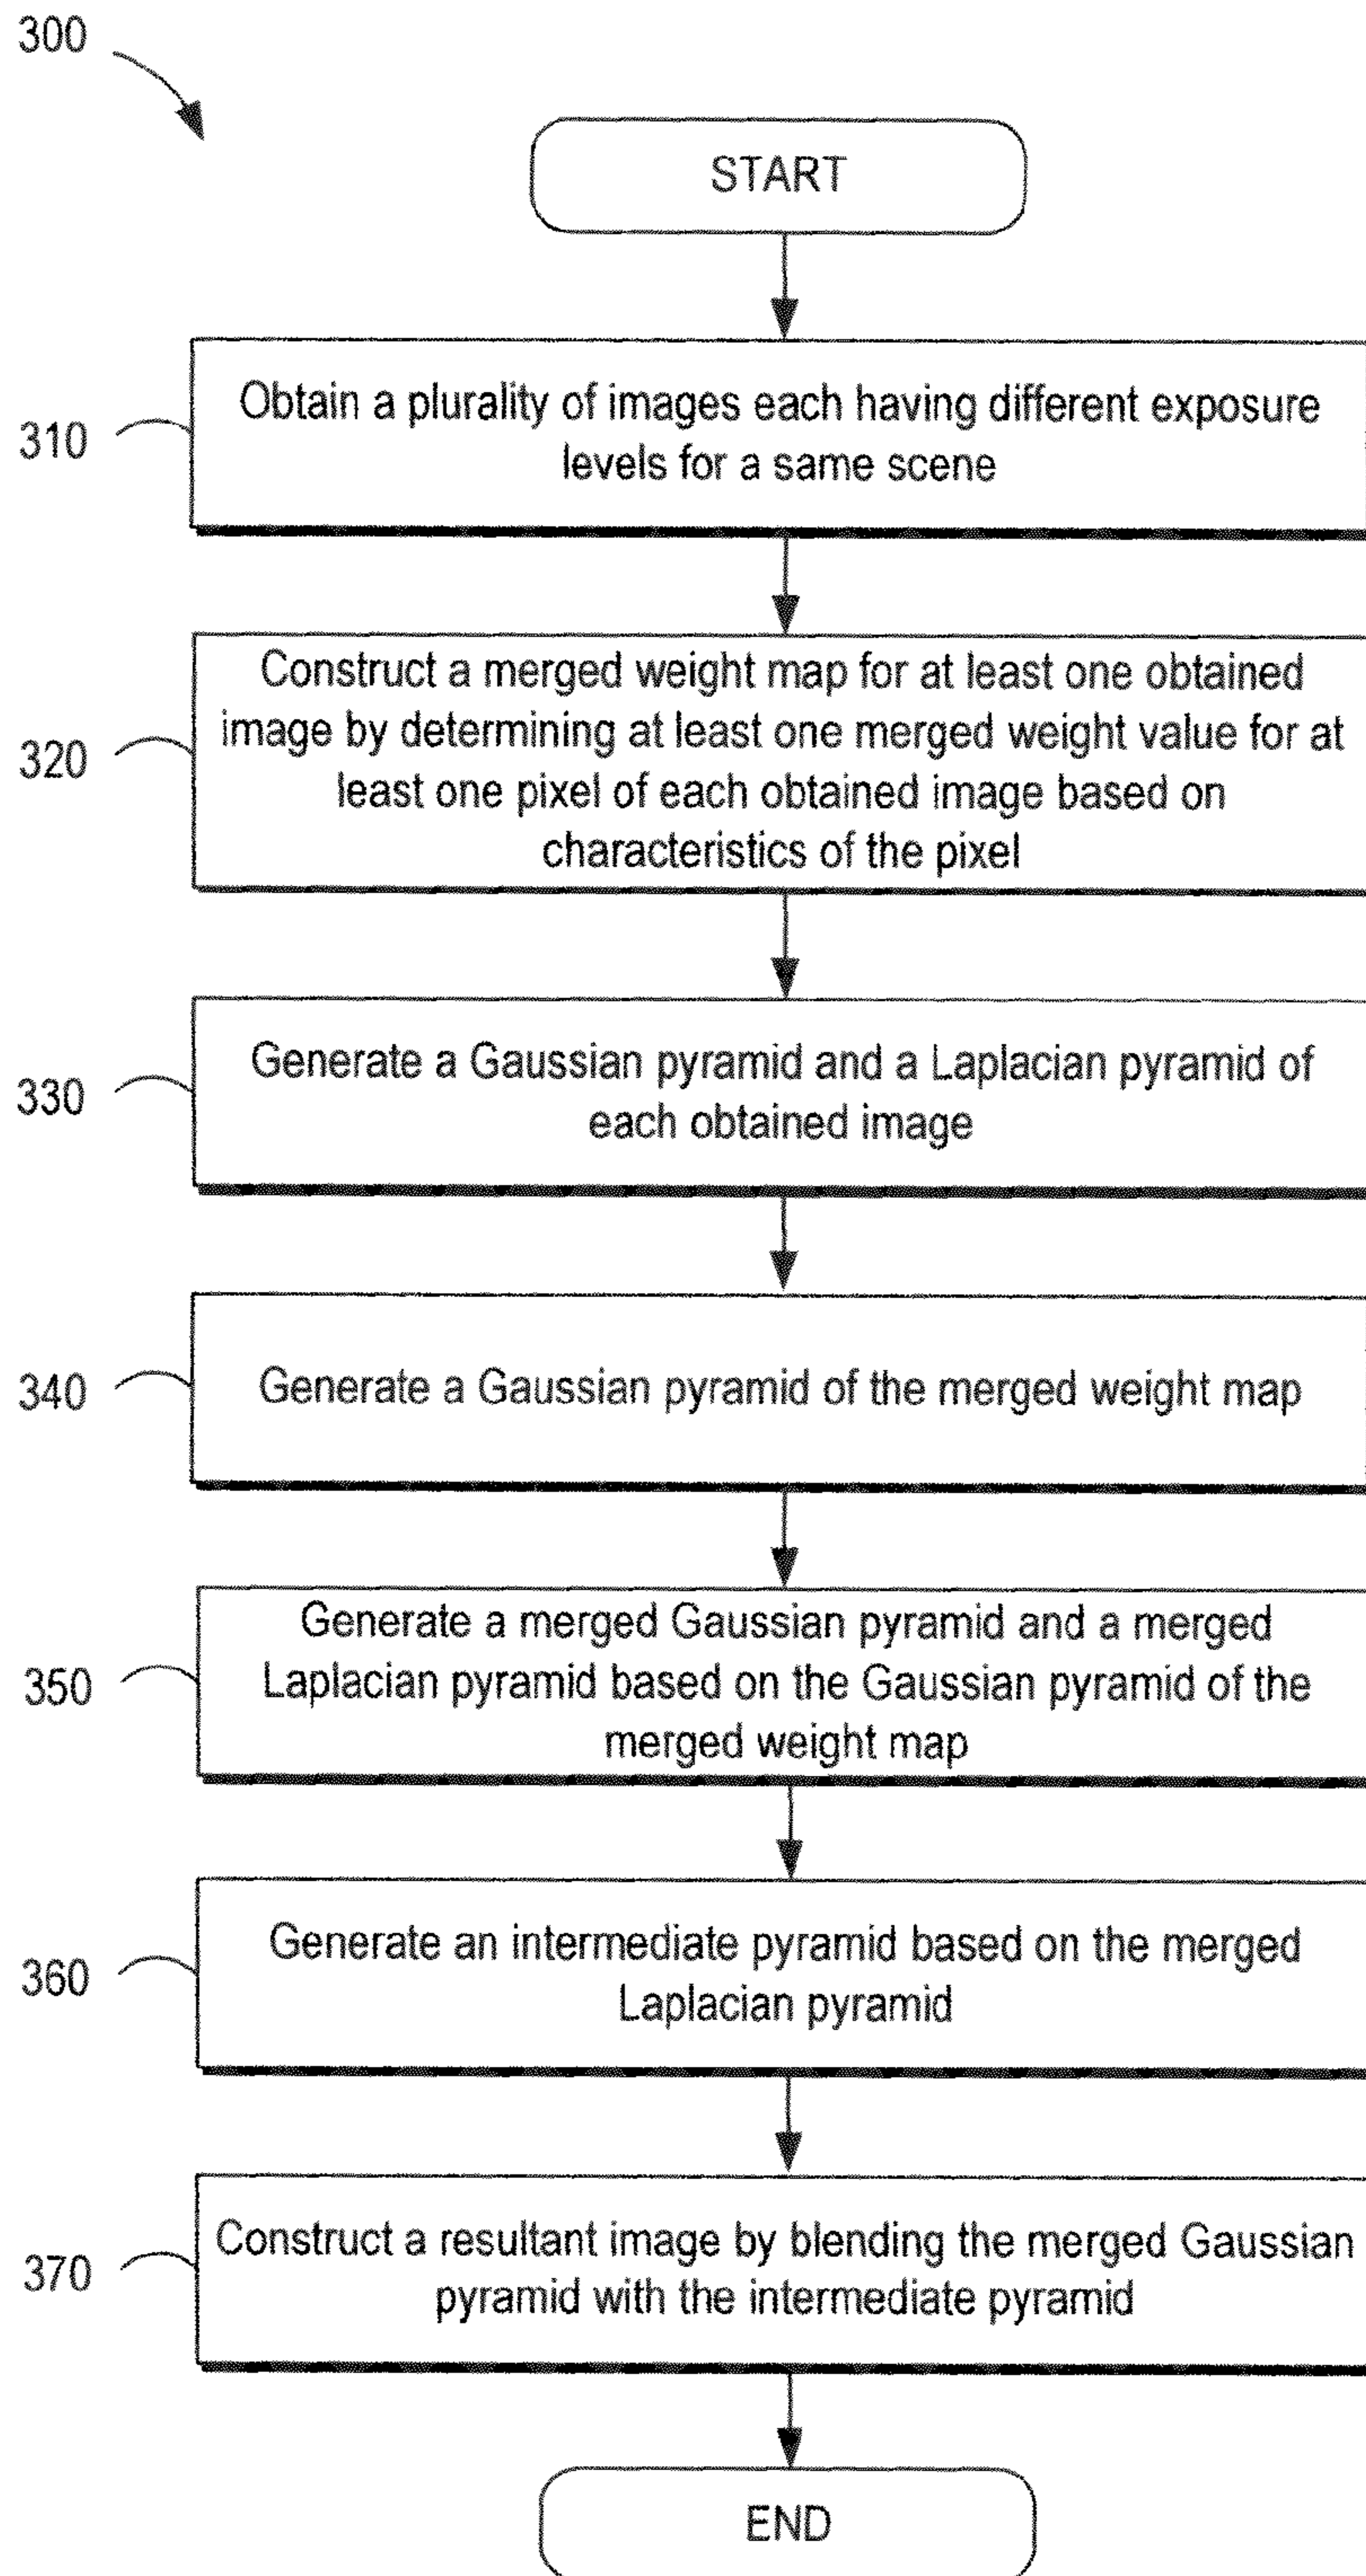 300
START
310
Obtain a plurality of images each having different exposure
levels for a same scene
320
Construct a merged weight map for at least one obtained
image by determining at least one merged weight value for at
least one pixel of each obtained image based on
characteristics of the pixel
330
Generate a Gaussian pyramid and a Laplacian pyramid of
each obtained image
340
Generate a Gaussian pyramid of the merged weight map
350
Generate a merged Gaussian pyramid and a merged
Laplacian pyramid based on the Gaussian pyramid of the
merged weight map
360
Generate an intermediate pyramid based on the merged
Laplacian pyramid
370
Construct a resultant image by blending the merged Gaussian
pyramid with the intermediate pyramid
END